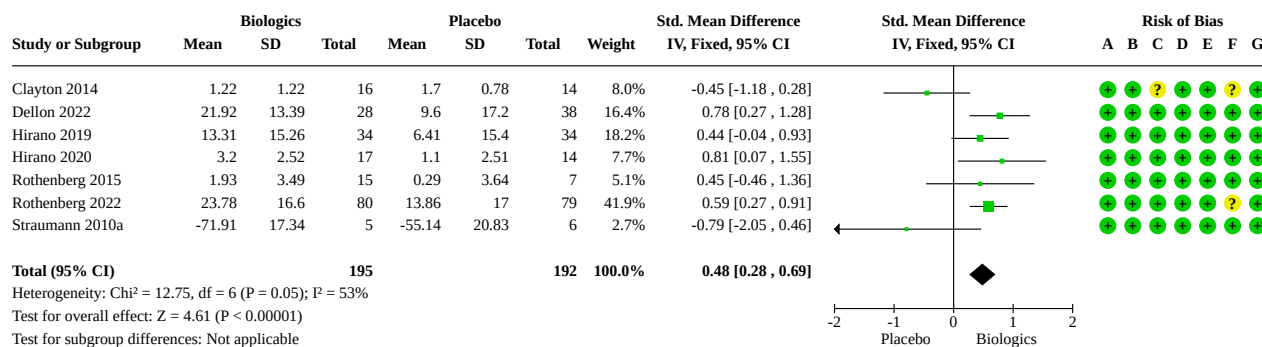 Biologics Placebo Std. Mean Difference Std. Mean Difference Risk of Bias
Study or Subgroup Mean SD Total Mean SD Total Weight IV, Fixed, 95% CI IV, Fixed, 95% CI A B C D E F G
Clayton 2014 1.22 1.22 16 1.7 0.78 14 8.0% -0.45 [-1.18 , 0.28] + + ? + + ? +
Dellon 2022 21.92 13.39 28 9.6 17.2 38 16.4% 0.78 [0.27 , 1.28] + + + + + + +
Hirano 2019 13.31 15.26 34 6.41 15.4 34 18.2% 0.44 [-0.04 , 0.93] + + + + + + +
Hirano 2020 3.2 2.52 17 1.1 2.51 14 7.7% 0.81 [0.07 , 1.55] + + + + + + +
Rothenberg 2015 1.93 3.49 15 0.29 3.64 7 5.1% 0.45 [-0.46 , 1.36] + + + + + + +
Rothenberg 2022 23.78 16.6 80 13.86 17 79 41.9% 0.59 [0.27 , 0.91] + + + + + ? +
Straumann 2010a -71.91 17.34 5 -55.14 20.83 6 2.7% -0.79 [-2.05 , 0.46] + + + + + + +
Total (95% CI) 195 192 100.0% 0.48 [0.28 , 0.69]
Heterogeneity: Chi² = 12.75, df = 6 (P = 0.05); I² = 53%
Test for overall effect: Z = 4.61 (P < 0.00001) -2 -1 0 1 2
Test for subgroup differences: Not applicable Placebo Biologics